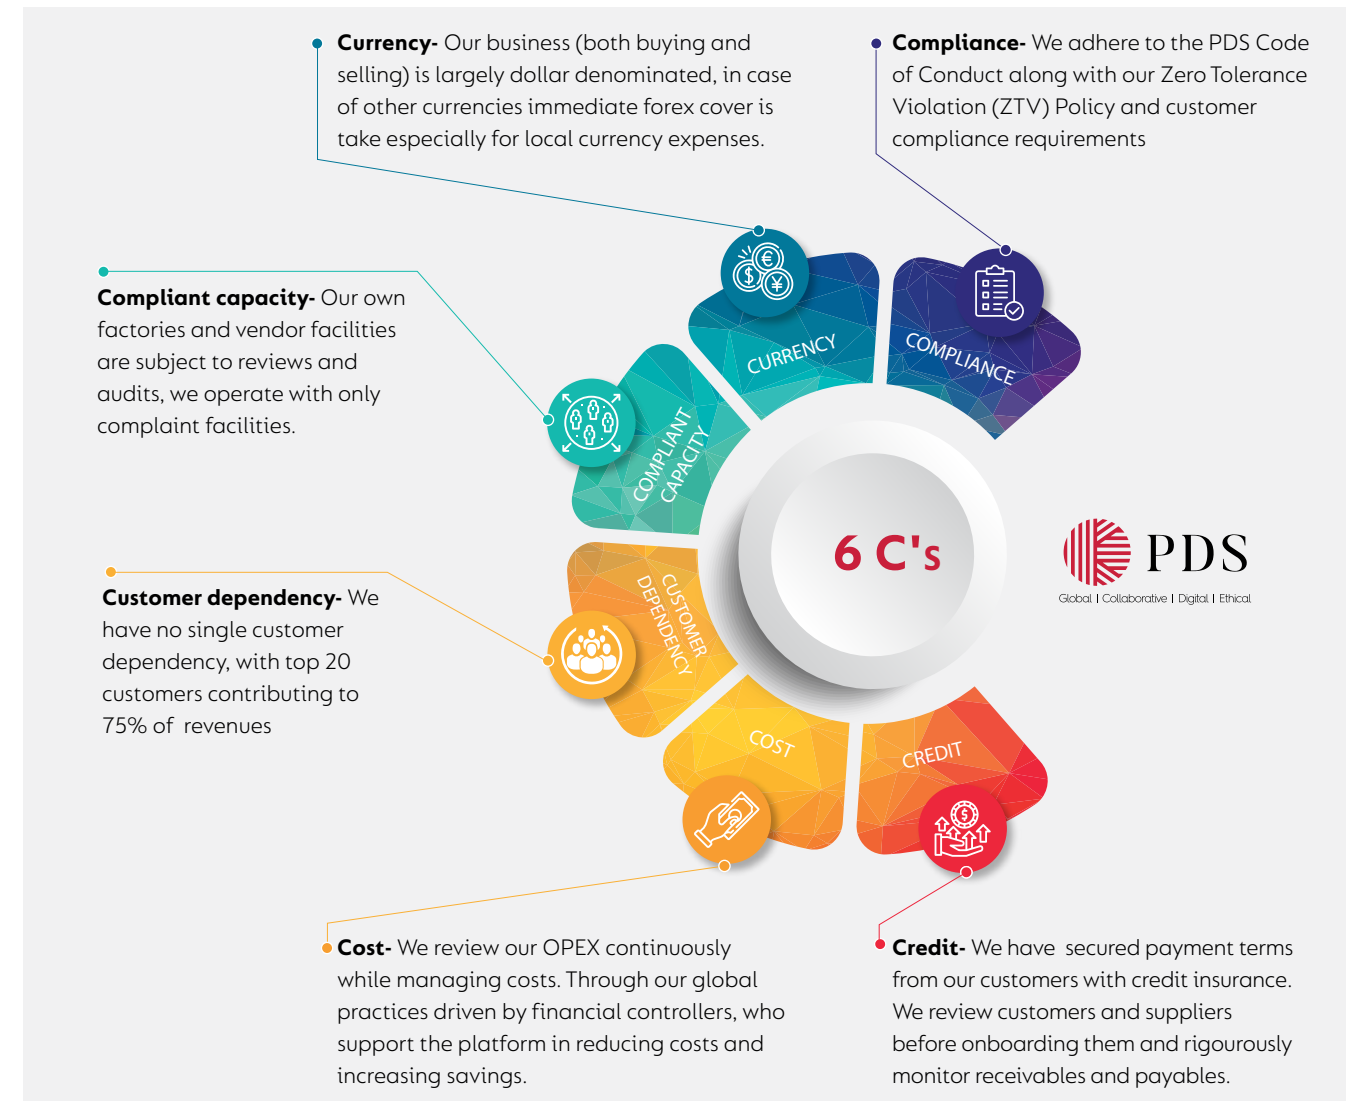 Currency- Our business (both buying and
selling) is largely dollar denominated, in case
of other currencies immediate forex cover is
take especially for local currency expenses.
Compliance- We adhere to the PDS Code
of Conduct along with our Zero Tolerance
Violation (ZTV) Policy and customer
compliance requirements
Compliant capacity- Our own
factories and vendor facilities
are subject to reviews and
audits, we operate with only
complaint facilities.
CURRENCY
COMPLIANCE
COMPLIANT
CAPACITY
6 C's
PDS
Global | Collaborative | Digital | Ethical
Customer dependency- We
have no single customer
dependency, with top 20
customers contributing to
75% of revenues
CUSTOMER
DEPENDENCY
COST
CREDIT
Cost- We review our OPEX continuously
while managing costs. Through our global
practices driven by financial controllers, who
support the platform in reducing costs and
increasing savings.
Credit- We have secured payment terms
from our customers with credit insurance.
We review customers and suppliers
before onboarding them and rigourously
monitor receivables and payables.